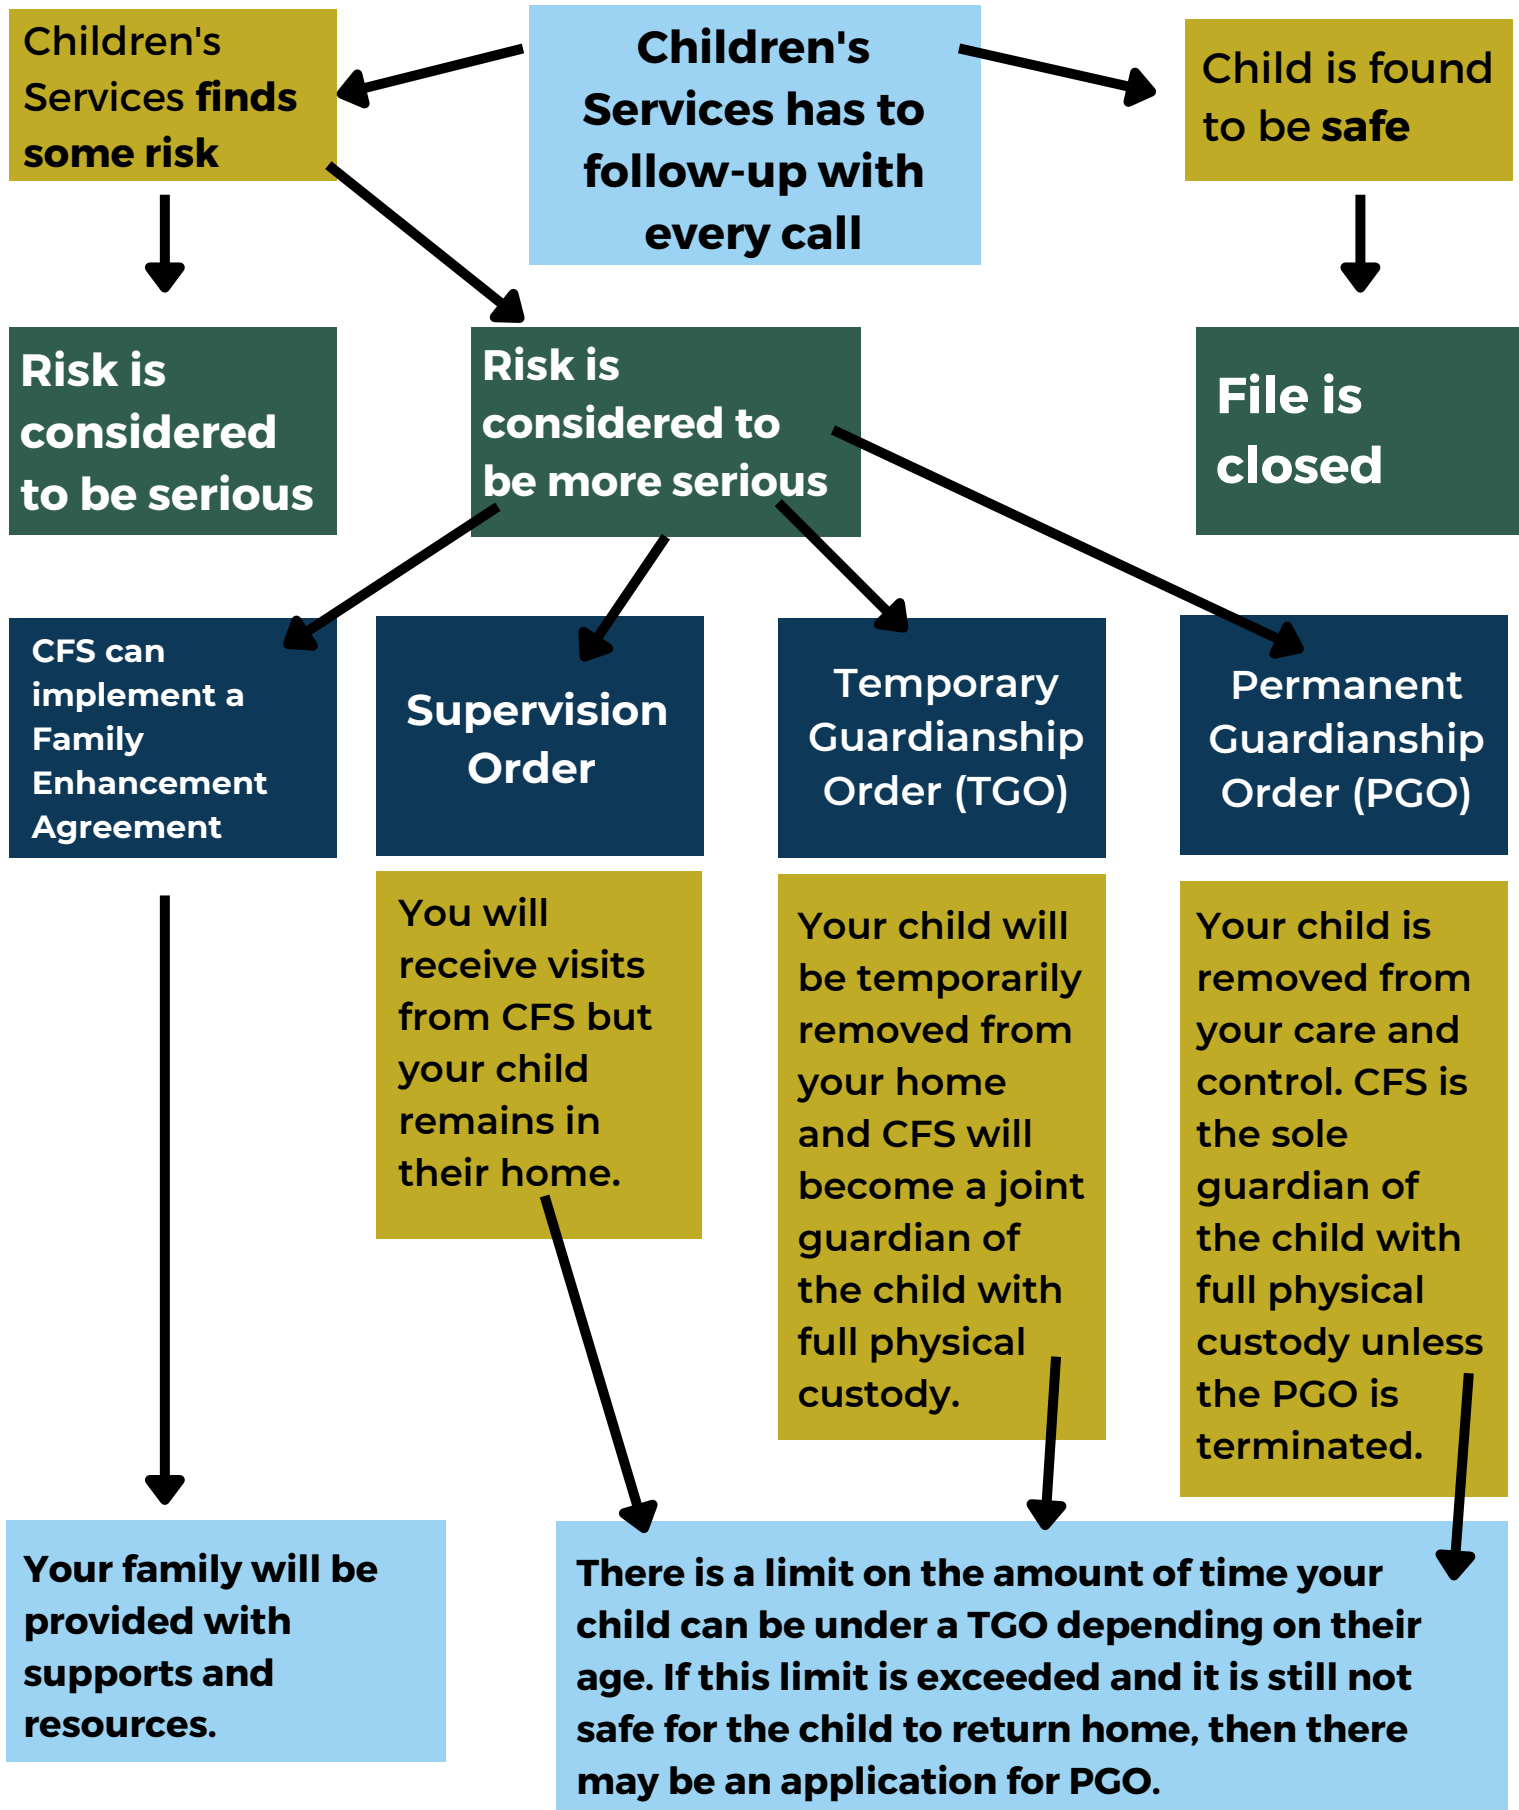 Children's
Services finds
some risk
Children's
Services has to
follow-up with
every call
Child is found
to be safe
Risk is
considered
to be serious
Risk is
considered to
be more serious
File is
closed
CFS can
implement a
Family
Enhancement
Agreement
Supervision
Order
Temporary
Guardianship
Order (TGO)
Permanent
Guardianship
Order (PGO)
You will
receive visits
from CFS but
your child
remains in
their home.
Your child will
be temporarily
removed from
your home
and CFS will
become a joint
guardian of
the child with
full physical
custody.
Your child is
removed from
your care and
control. CFS is
the sole
guardian of
the child with
full physical
custody unless
the PGO is
terminated.
Your family will be
provided with
supports and
resources.
There is a limit on the amount of time your
child can be under a TGO depending on their
age. If this limit is exceeded and it is still not
safe for the child to return home, then there
may be an application for PGO.